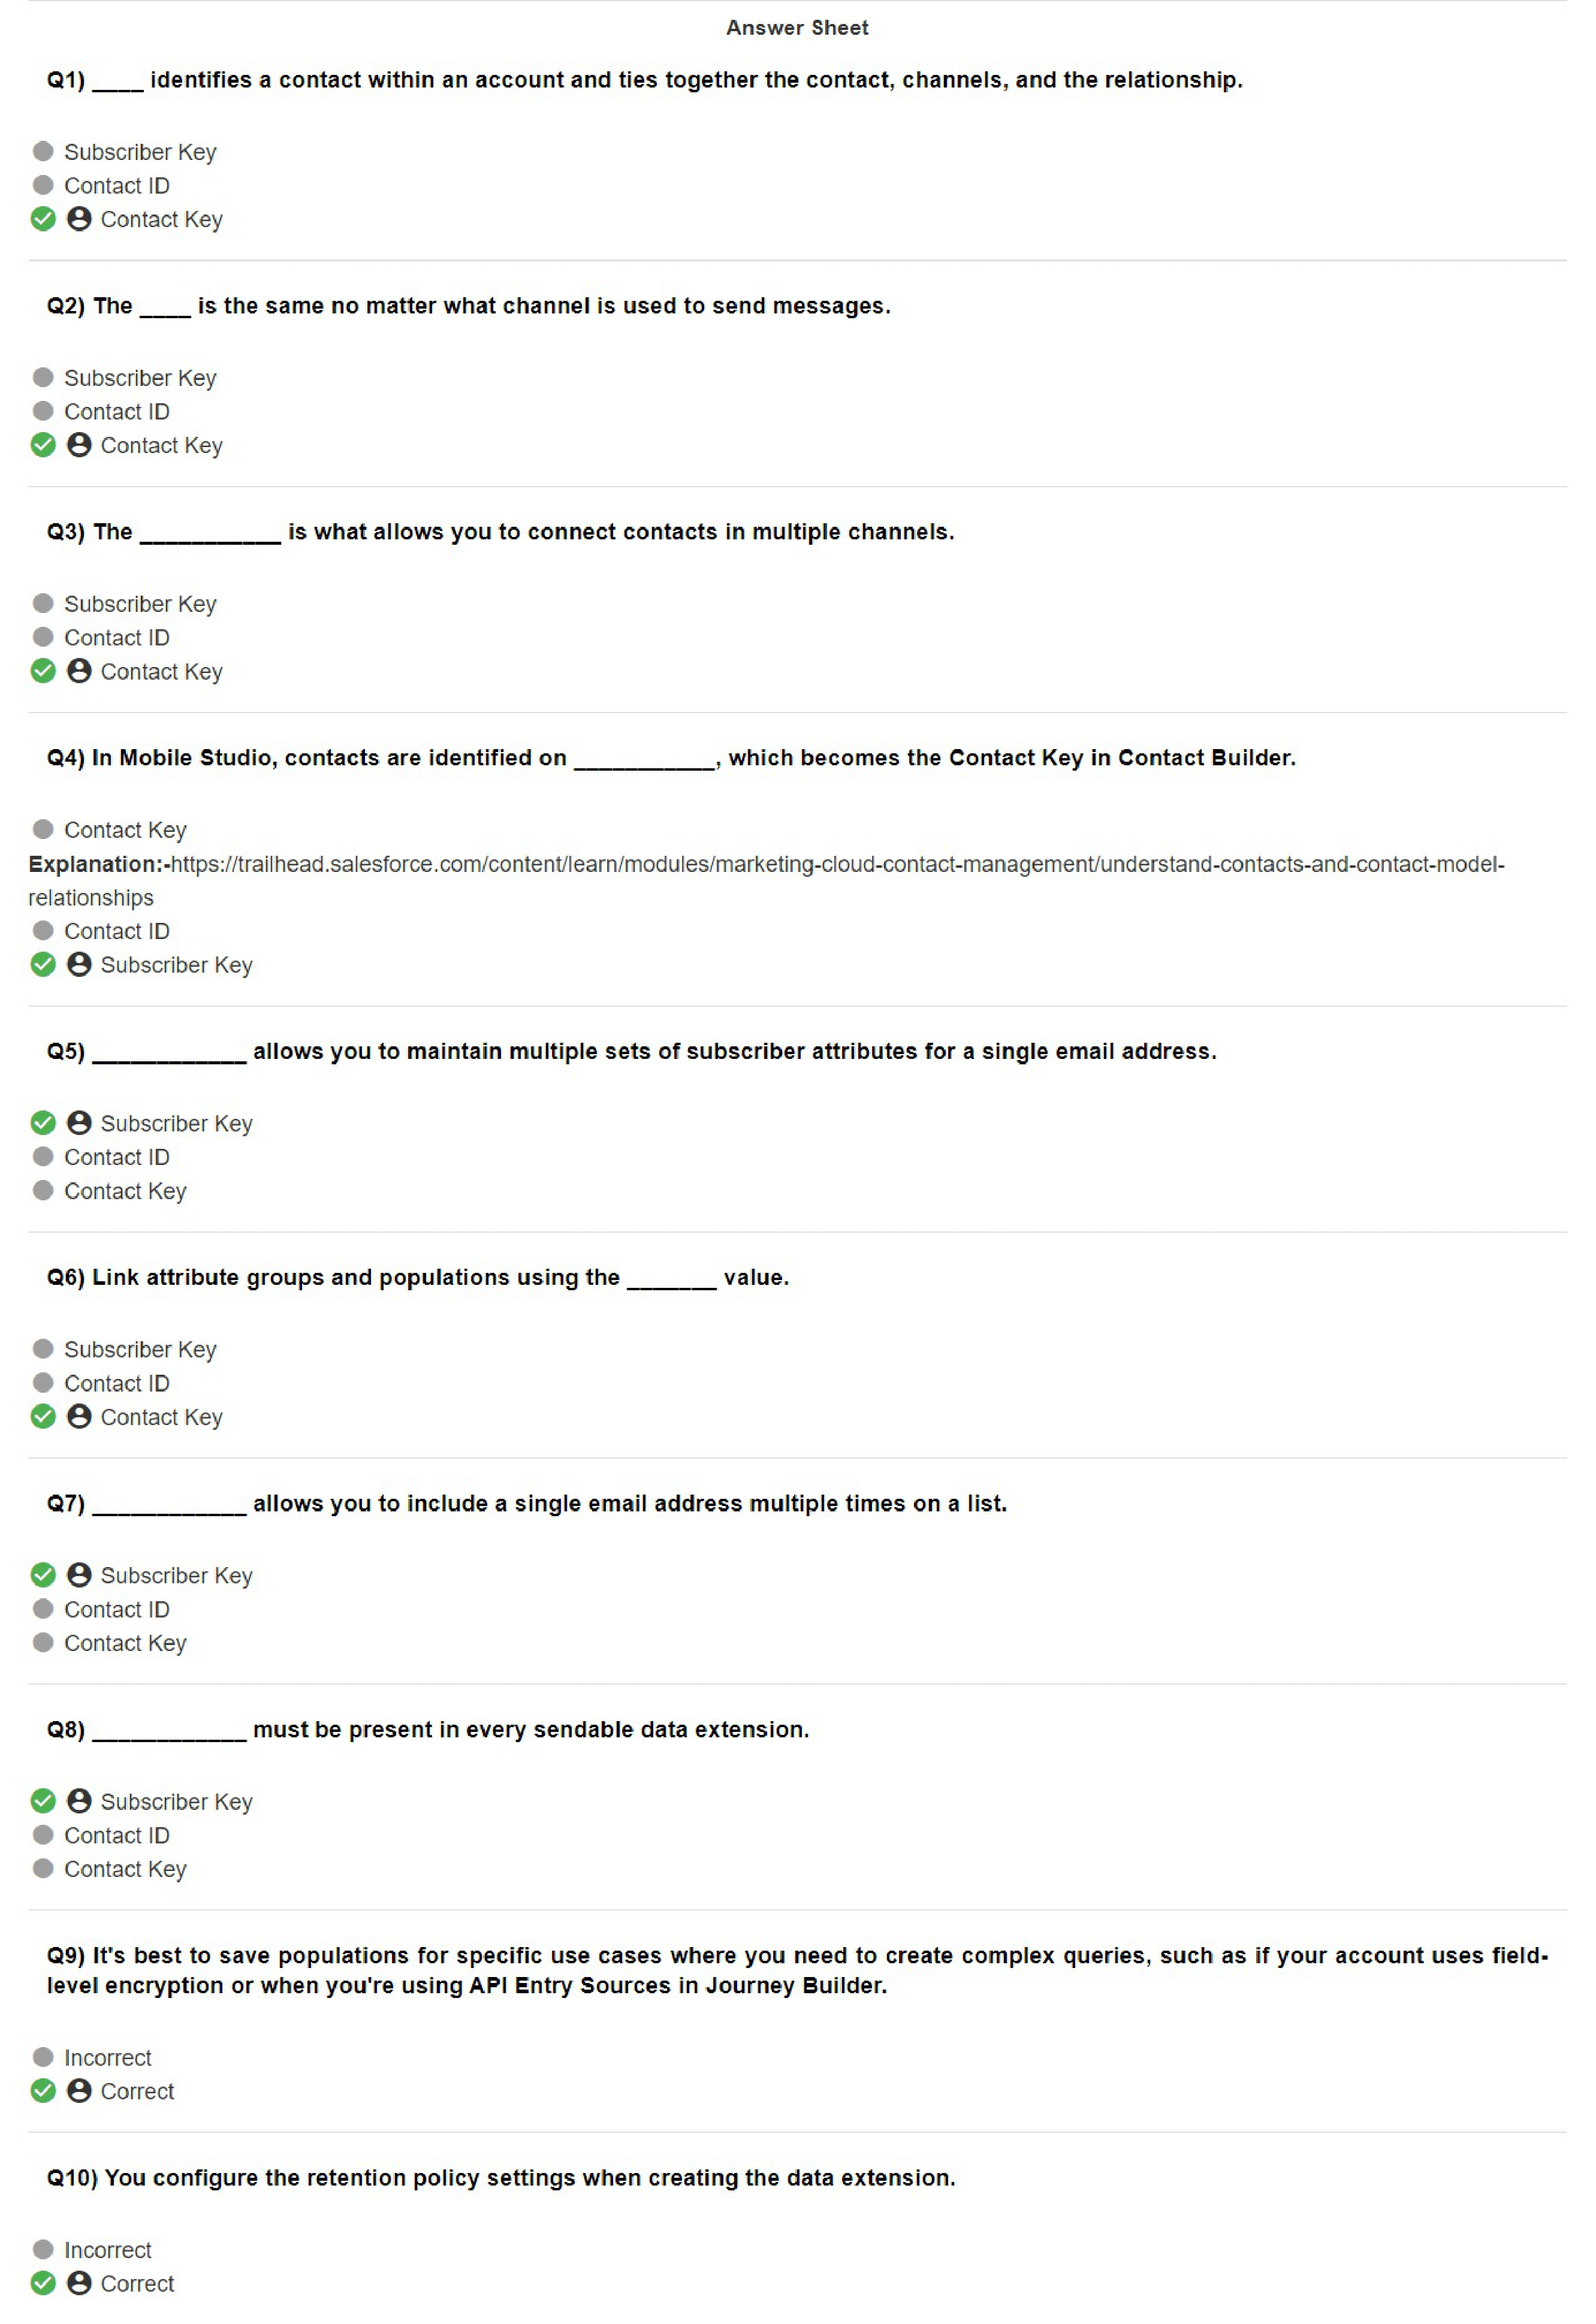 Answer Sheet
Q1) ____ identifies a contact within an account and ties together the contact, channels, and the relationship.
Subscriber Key
Contact ID
Contact Key
Q2) The ____ is the same no matter what channel is used to send messages.
Subscriber Key
Contact ID
Contact Key
Q3) The ___________ is what allows you to connect contacts in multiple channels.
Subscriber Key
Contact ID
Contact Key
Q4) In Mobile Studio, contacts are identified on ___________, which becomes the Contact Key in Contact Builder.
Contact Key
Explanation:-https://trailhead.salesforce.com/content/learn/modules/marketing-cloud-contact-management/understand-contacts-and-contact-model-
relationships
Contact ID
Subscriber Key
Q5) ____________ allows you to maintain multiple sets of subscriber attributes for a single email address.
Subscriber Key
Contact ID
Contact Key
Q6) Link attribute groups and populations using the _______ value.
Subscriber Key
Contact ID
Contact Key
Q7) ____________ allows you to include a single email address multiple times on a list.
Subscriber Key
Contact ID
Contact Key
Q8) ____________ must be present in every sendable data extension.
Subscriber Key
Contact ID
Contact Key
Q9) It's best to save populations for specific use cases where you need to create complex queries, such as if your account uses field-
level encryption or when you're using API Entry Sources in Journey Builder.
Incorrect
Correct
Q10) You configure the retention policy settings when creating the data extension.
Incorrect
Correct